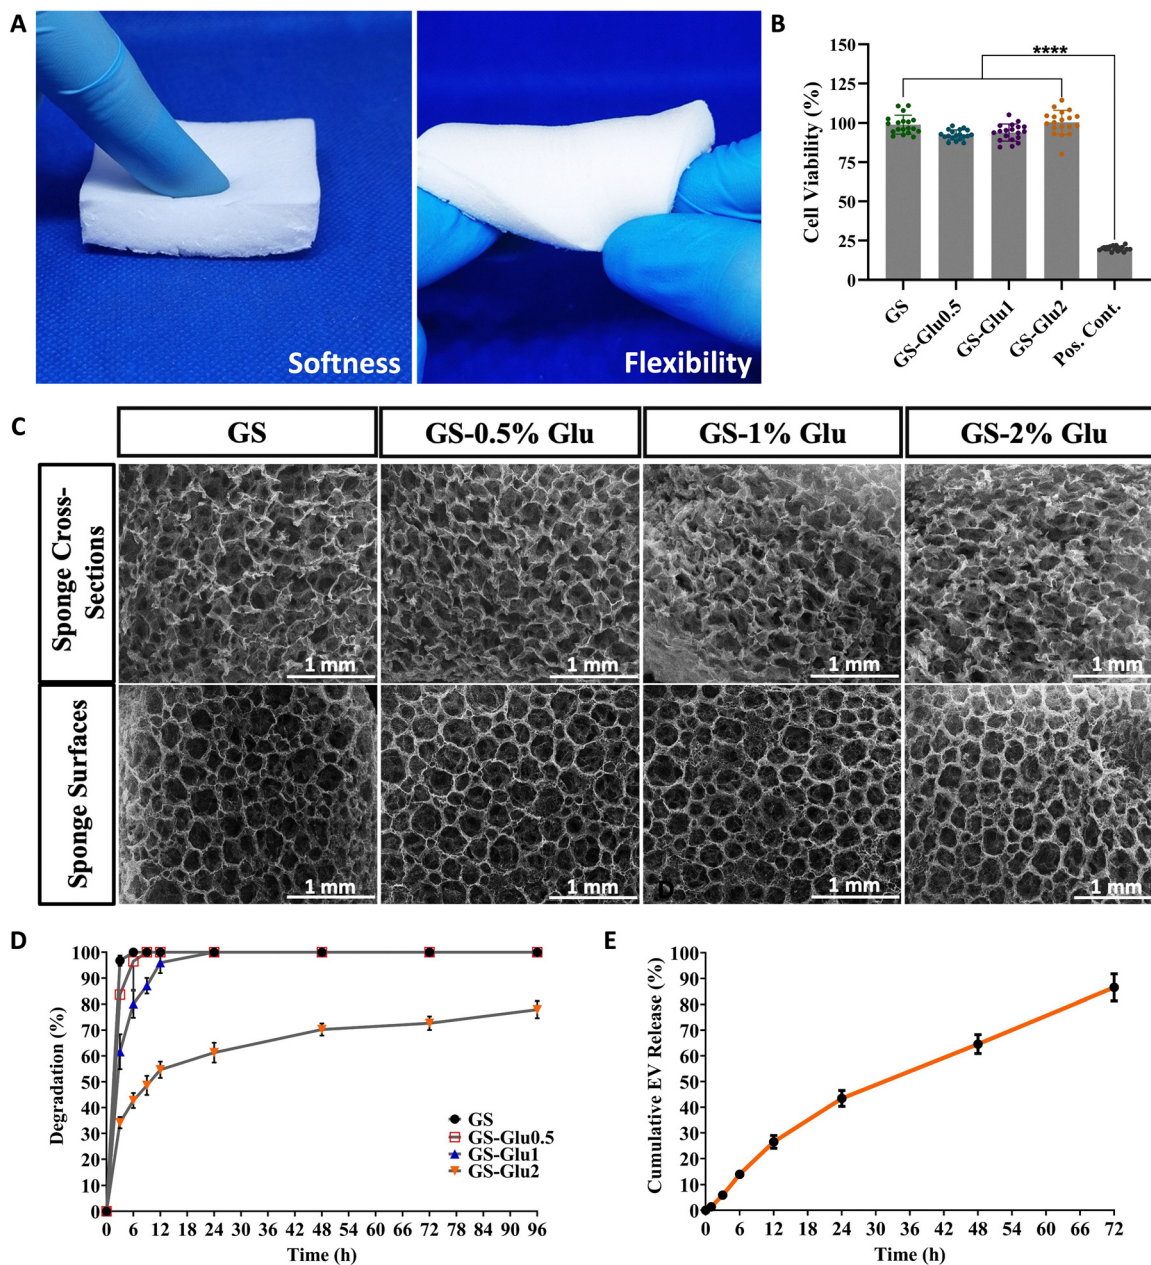 A
Softness
Flexibility
B
Cell Viability (%)
150
125
100
75
50
25
0
****
GS
GS-Glu0.5
GS-Glu1
GS-Glu2
Pos. Cont.
C
GS
GS-0.5% Glu
GS-1% Glu
GS-2% Glu
Sponge Cross-
Sections
1 mm
1 mm
1 mm
1 mm
Sponge Surfaces
1 mm
1 mm
D
1 mm
1 mm
D
Degradation (%)
100
90
80
70
60
50
40
30
20
10
0
0 6 12 18 24 30 36 42 48 54 60 66 72 78 84 90 96
Time (h)
GS
GS-Glu0.5
GS-Glu1
GS-Glu2
E
Cumulative EV Release (%)
100
90
80
70
60
50
40
30
20
10
0
0 6 12 18 24 30 36 42 48 54 60 66 72
Time (h)